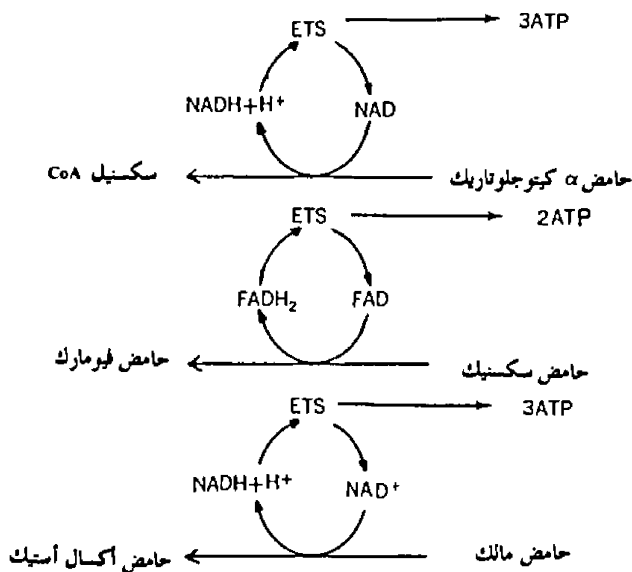 ETS 3ATP
NADH+H⁺ NAD
حامض α كيتوجلوتاريك سكسنيل CoA
ETS 2ATP
FADH₂ FAD
حامض سكسنيك حامض فيومارك
ETS 3ATP
NADH+H⁺ NAD⁺
حامض مالك حامض أكسال أستيك